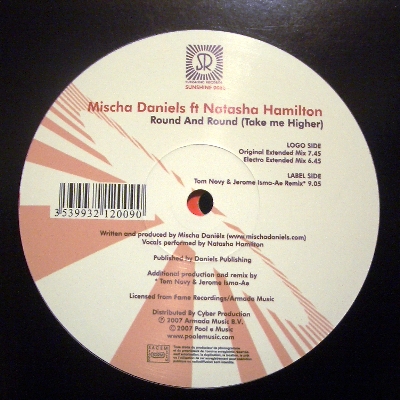 SR
SUNSHINE RECORDS
Mischa Daniels ft Natasha Hamilton
Round And Round (Take me Higher)
LOGO SIDE
Original Extended Mix 7.45
Electro Extended Mix 6.45
LABEL SIDE
Tom Novy & Jerome Isma-Ae Remix* 9.05
3 539932 120090
Written and produced by Mischa Daniels (www.mischadaniels.com)
Vocals performed by Natasha Hamilton
Published by Daniels Publishing
Additional production and remix by
* Tom Novy & Jerome Isma-Ae
Licensed from Fame Recordings/Armada Music
Distributed By Cyber Production
℗ 2007 Armada Music B.V.
© 2007 Pool e Music
www.poolemusic.com
SACEM